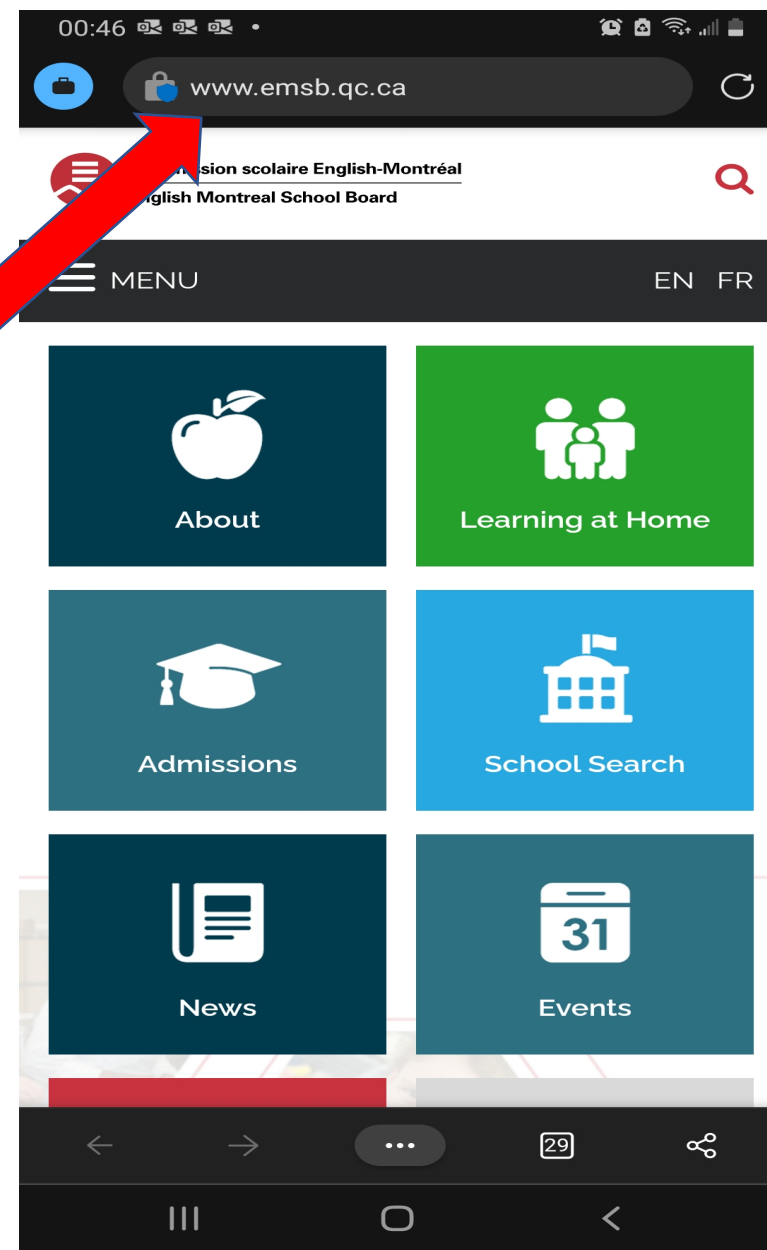 00:46
www.emsb.qc.ca
scolaire English-Montréal
Montreal School Board
MENU EN FR
About Learning at Home
Admissions School Search
31
News Events
29